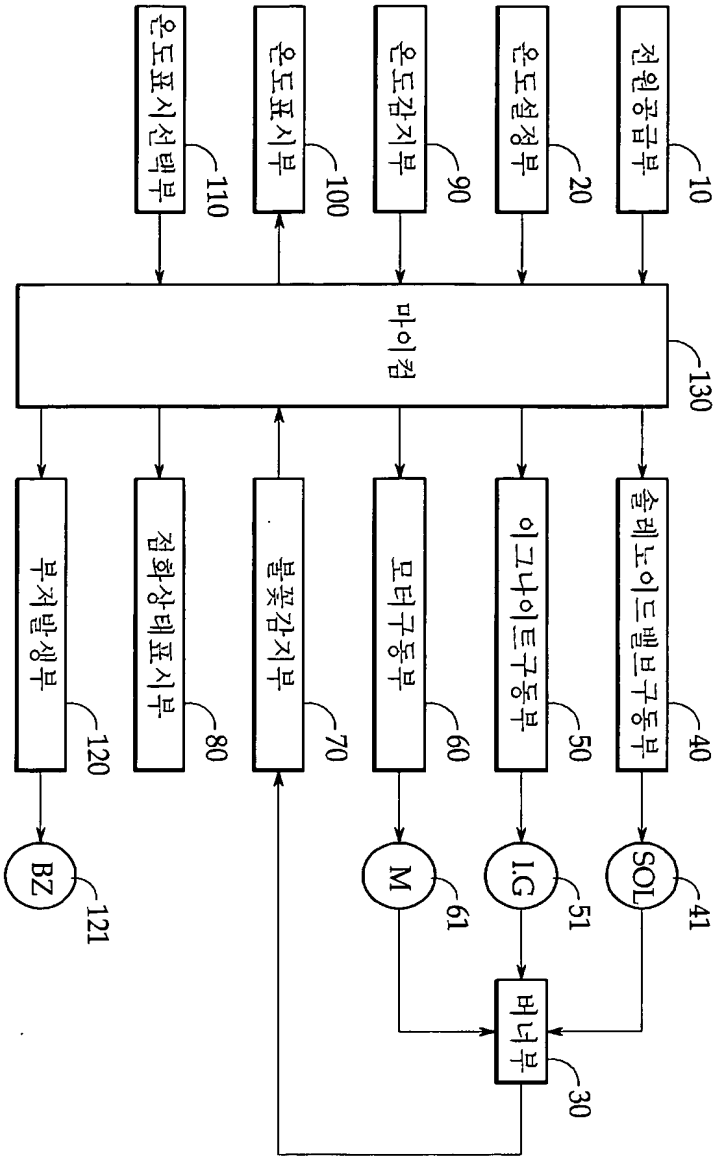 전원공급부
10
온도설정부
20
온도감지부
90
온도표시부
100
온도표시선택부
110
마이컴
130
솔레노이드밸브구동부
40
SOL
41
이그나이트구동부
50
I.G
51
모터구동부
60
M
61
버너부
30
불꽃감지부
70
점화상태표시부
80
부저발생부
120
BZ
121